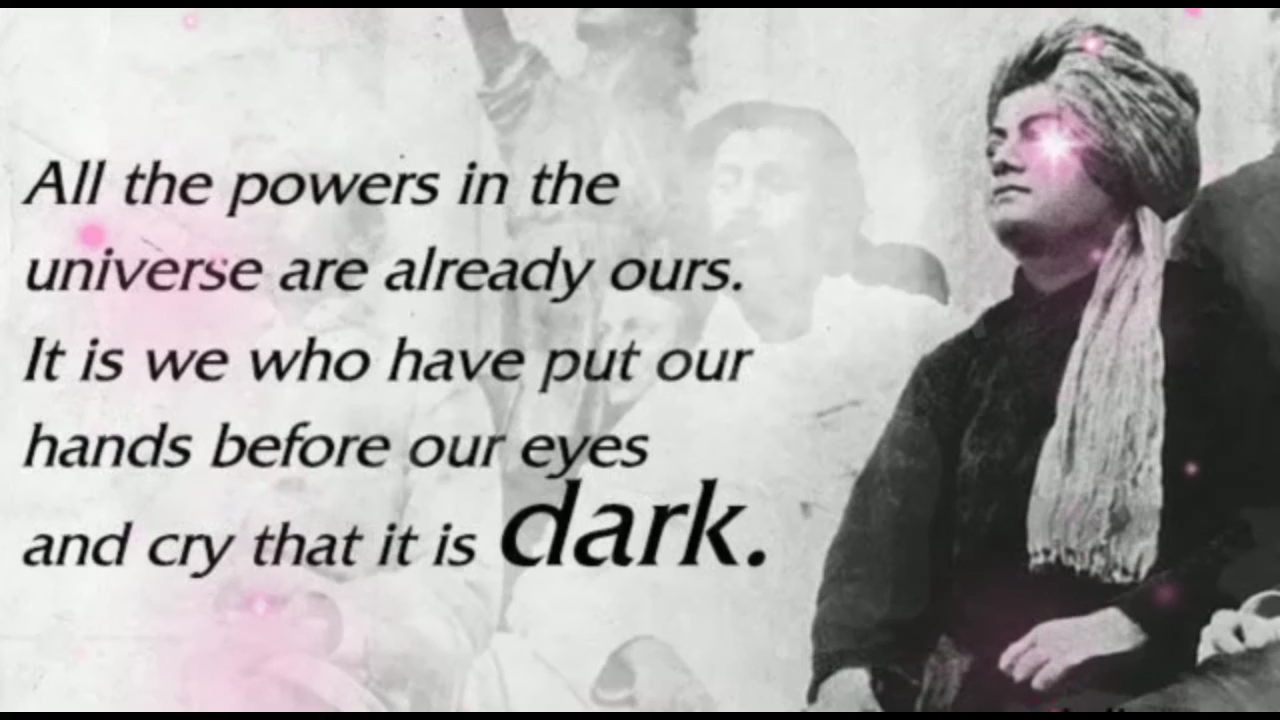 All the powers in the
universe are already ours.
It is we who have put our
hands before our eyes
and cry that it is dark.